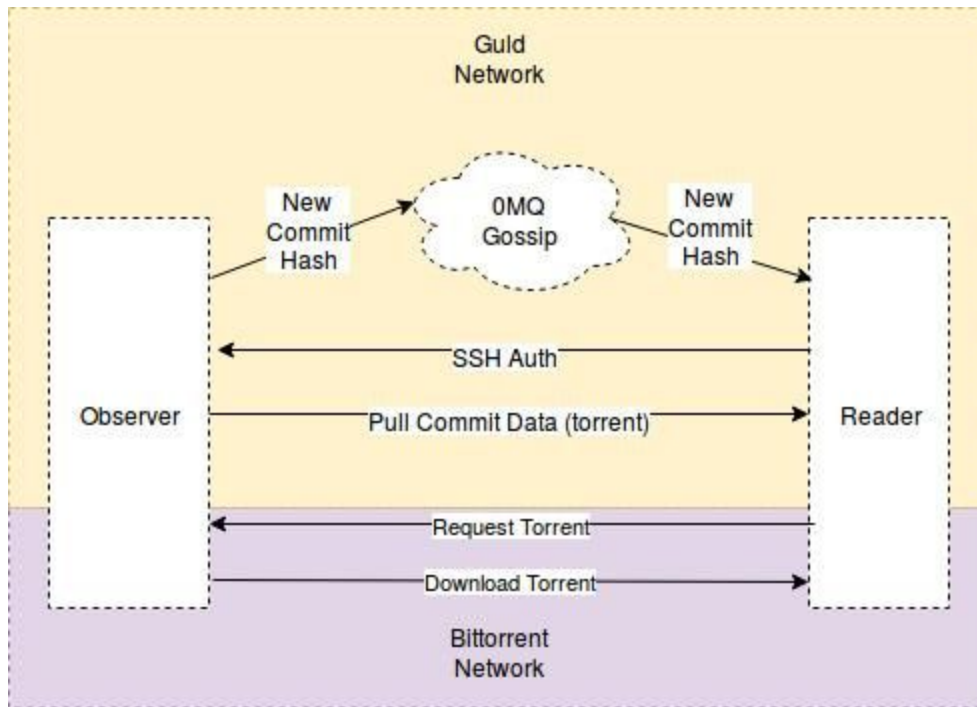 Guld
Network
0MQ
Gossip
New
Commit
Hash
New
Commit
Hash
SSH Auth
Observer
Pull Commit Data (torrent)
Reader
Request Torrent
Download Torrent
Bittorrent
Network